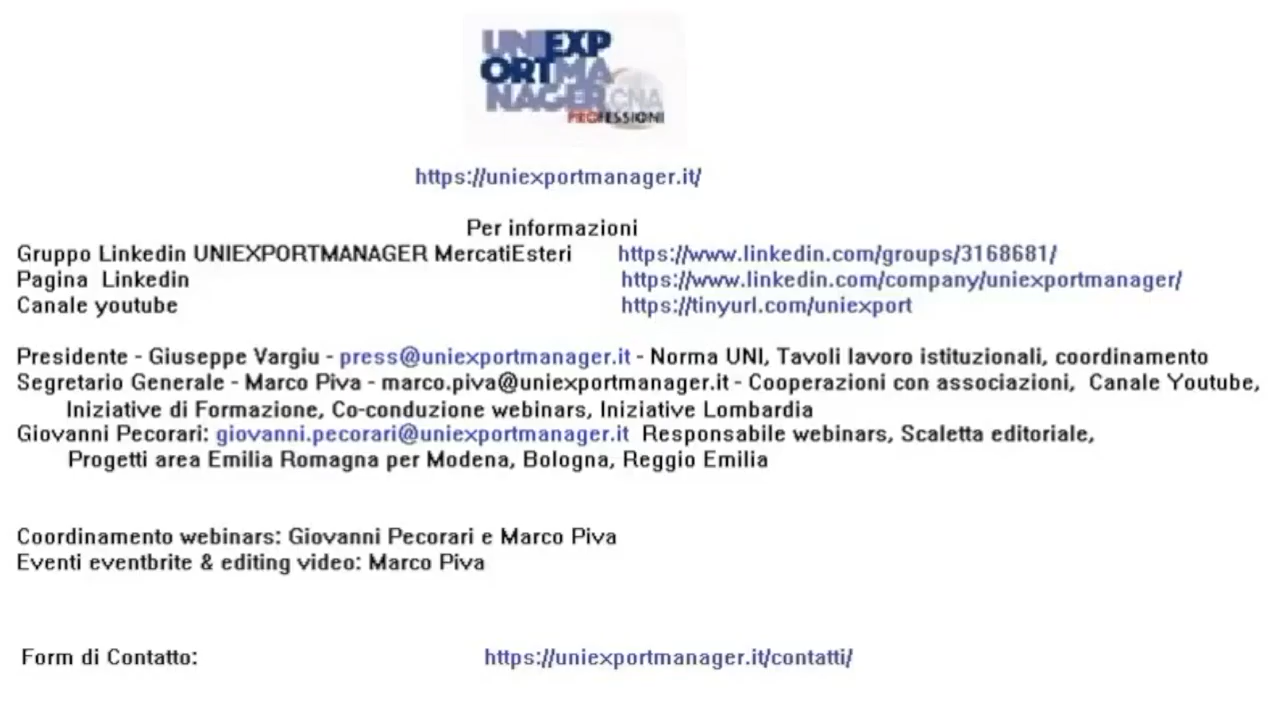 UNIEXP
ORTMA
NAGER.CNA
PROFESSIONI
https://uniexportmanager.it/
Per informazioni
Gruppo Linkedin UNIEXPORTMANAGER MercatiEsteri https://www.linkedin.com/groups/3168681/
Pagina Linkedin https://www.linkedin.com/company/uniexportmanager/
Canale youtube https://tinyurl.com/uniexport
Presidente - Giuseppe Vargiu - press@uniexportmanager.it - Norma UNI, Tavoli lavoro istituzionali, coordinamento
Segretario Generale - Marco Piva - marco.piva@uniexportmanager.it - Cooperazioni con associazioni, Canale Youtube,
Iniziative di Formazione, Co-conduzione webinars, Iniziative Lombardia
Giovanni Pecorari: giovanni.pecorari@uniexportmanager.it Responsabile webinars, Scaletta editoriale,
Progetti area Emilia Romagna per Modena, Bologna, Reggio Emilia
Coordinamento webinars: Giovanni Pecorari e Marco Piva
Eventi eventbrite & editing video: Marco Piva
Form di Contatto: https://uniexportmanager.it/contatti/